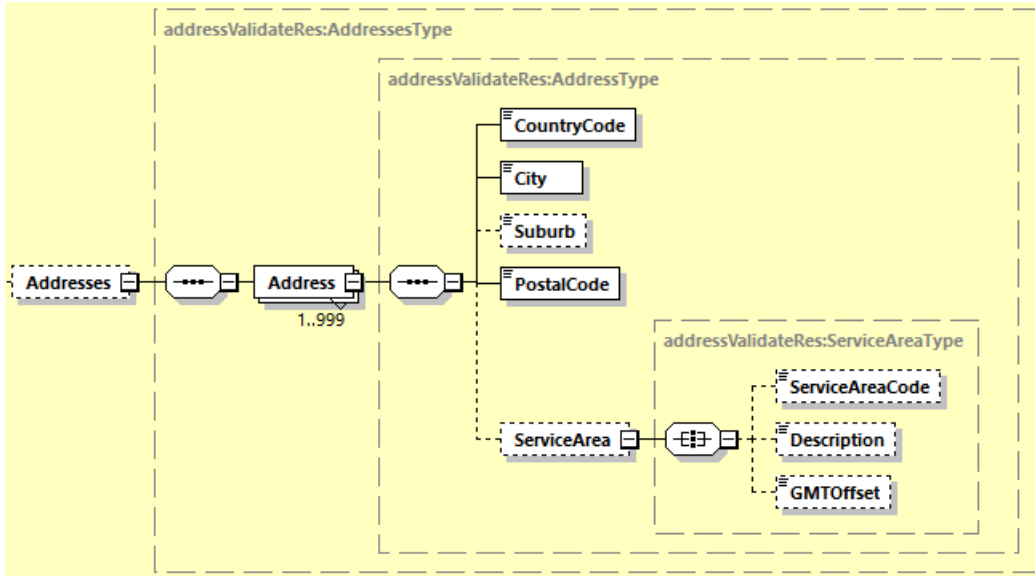 addressValidateRes:AddressesType
addressValidateRes:AddressType
CountryCode
City
Suburb
Addresses
Address
PostalCode
1..999
addressValidateRes:ServiceAreaType
ServiceAreaCode
ServiceArea
Description
GMTOffset